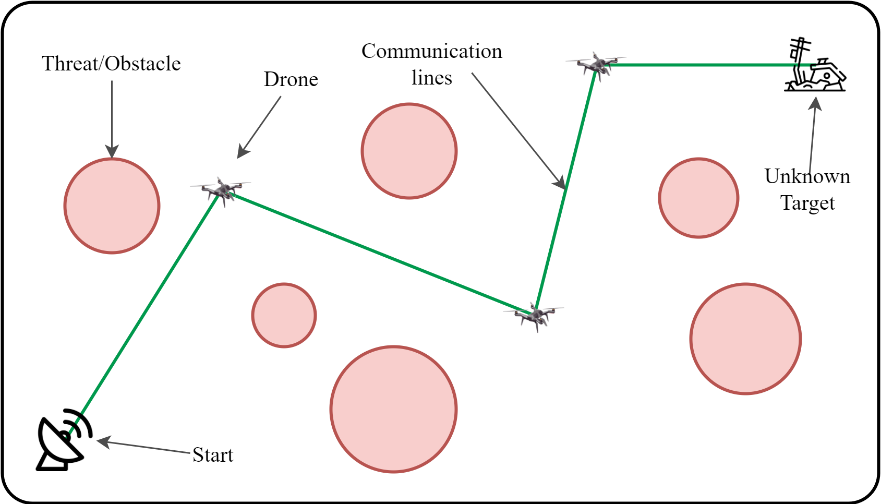 Threat/Obstacle
Drone
Communication
lines
Unknown
Target
Start